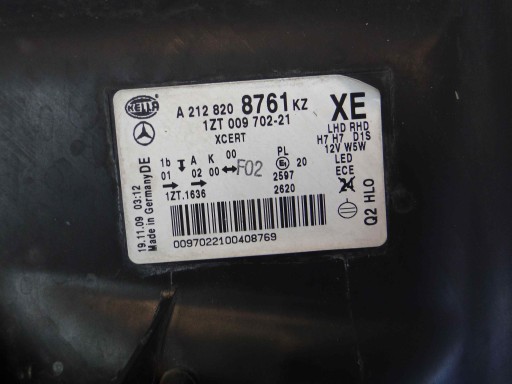 HELLA
A 212 820 8761 KZ
1ZT 009 702-21
XCERT
XE
LHD RHD
H7 H7 D1S
12V W5W
LED
ECE
1b A K 00
01 02 00 F02
PL
E1 20
2597
2620
1ZT.1636
0097022100408769
19.11.09 03:12
Made in Germany DE
Q2 HLO